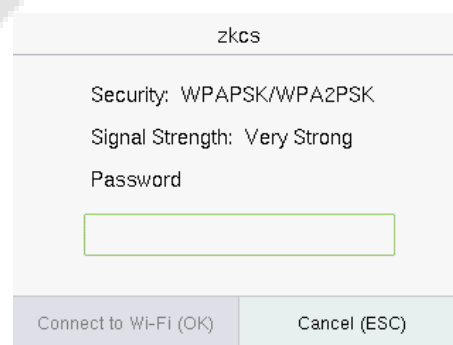 zkcs
Security: WPAPSK/WPA2PSK
Signal Strength: Very Strong
Password
Connect to Wi-Fi (OK) Cancel (ESC)